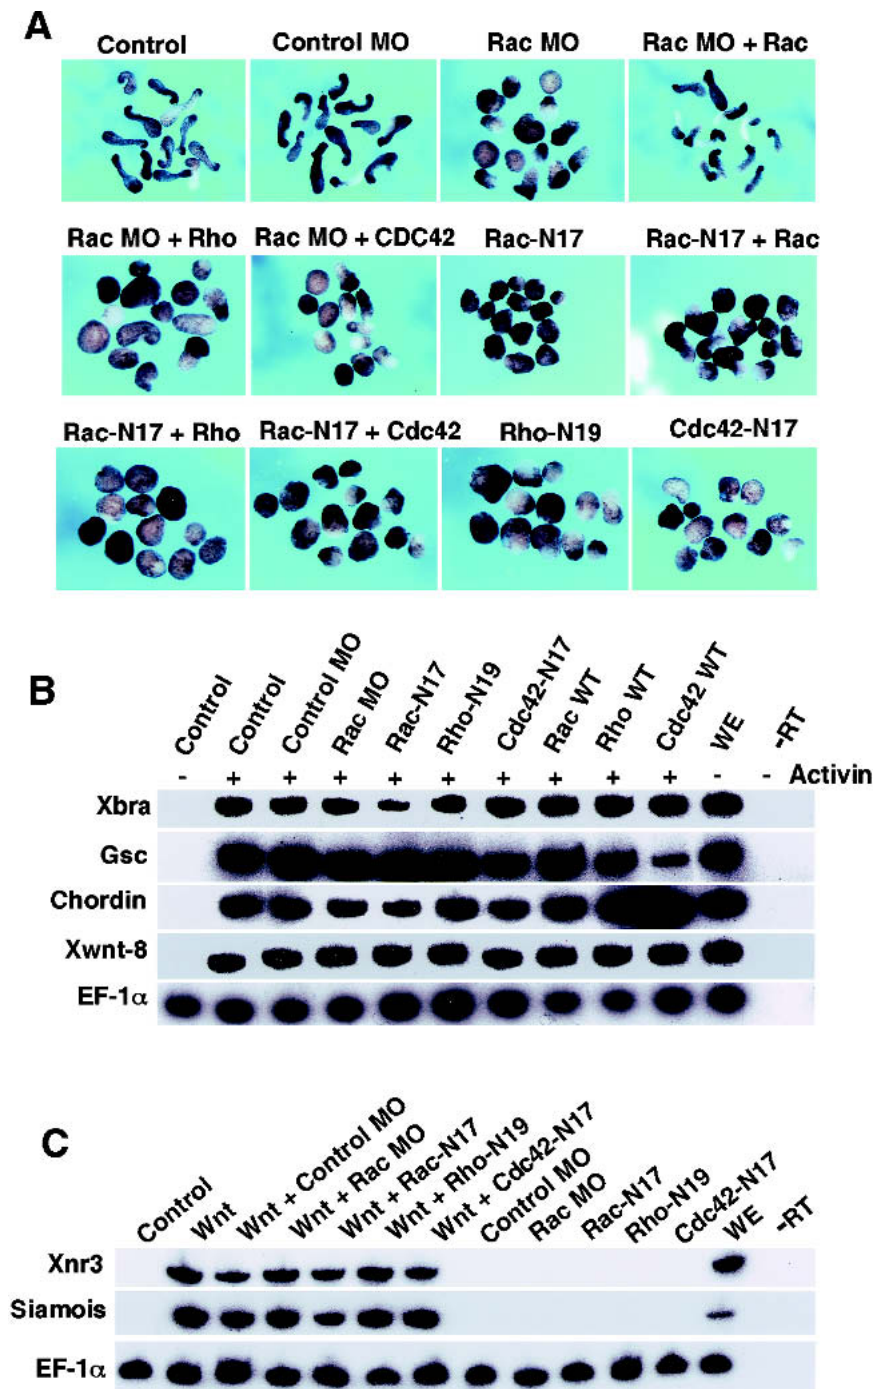 A
Control Control MO Rac MO Rac MO + Rac
Rac MO + Rho Rac MO + CDC42 Rac-N17 Rac-N17 + Rac
Rac-N17 + Rho Rac-N17 + Cdc42 Rho-N19 Cdc42-N17
B
Control Control Control MO Rac MO Rac-N17 Rho-N19 Cdc42-N17 Rac WT Rho WT Cdc42 WT WE -RT
- + + + + + + + + + - - Activin
Xbra
Gsc
Chordin
Xwnt-8
EF-1α
C
Control Wnt Wnt + Control MO Wnt + Rac MO Wnt + Rac-N17 Wnt + Rho-N19 Wnt + Cdc42-N17 Control MO Rac MO Rac-N17 Rho-N19 Cdc42-N17 WE -RT
Xnr3
Siamois
EF-1α